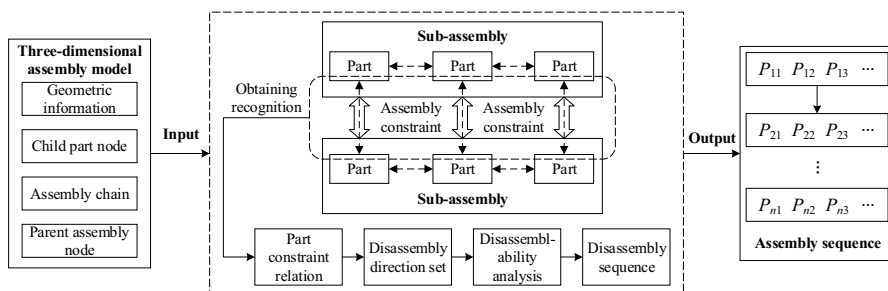 Three-dimensional
assembly model
Geometric
information
Child part node
Assembly chain
Parent assembly
node
Input
Obtaining
recognition
Sub-assembly
Part Part Part
Assembly
constraint
Assembly
constraint
Part Part Part
Sub-assembly
Part
constraint
relation
Disassembly
direction set
Disassembl-
ability
analysis
Disassembly
sequence
Output
P11 P12 P13 ···
P21 P22 P23 ···
⋮
Pn1 Pn2 Pn3 ···
Assembly sequence